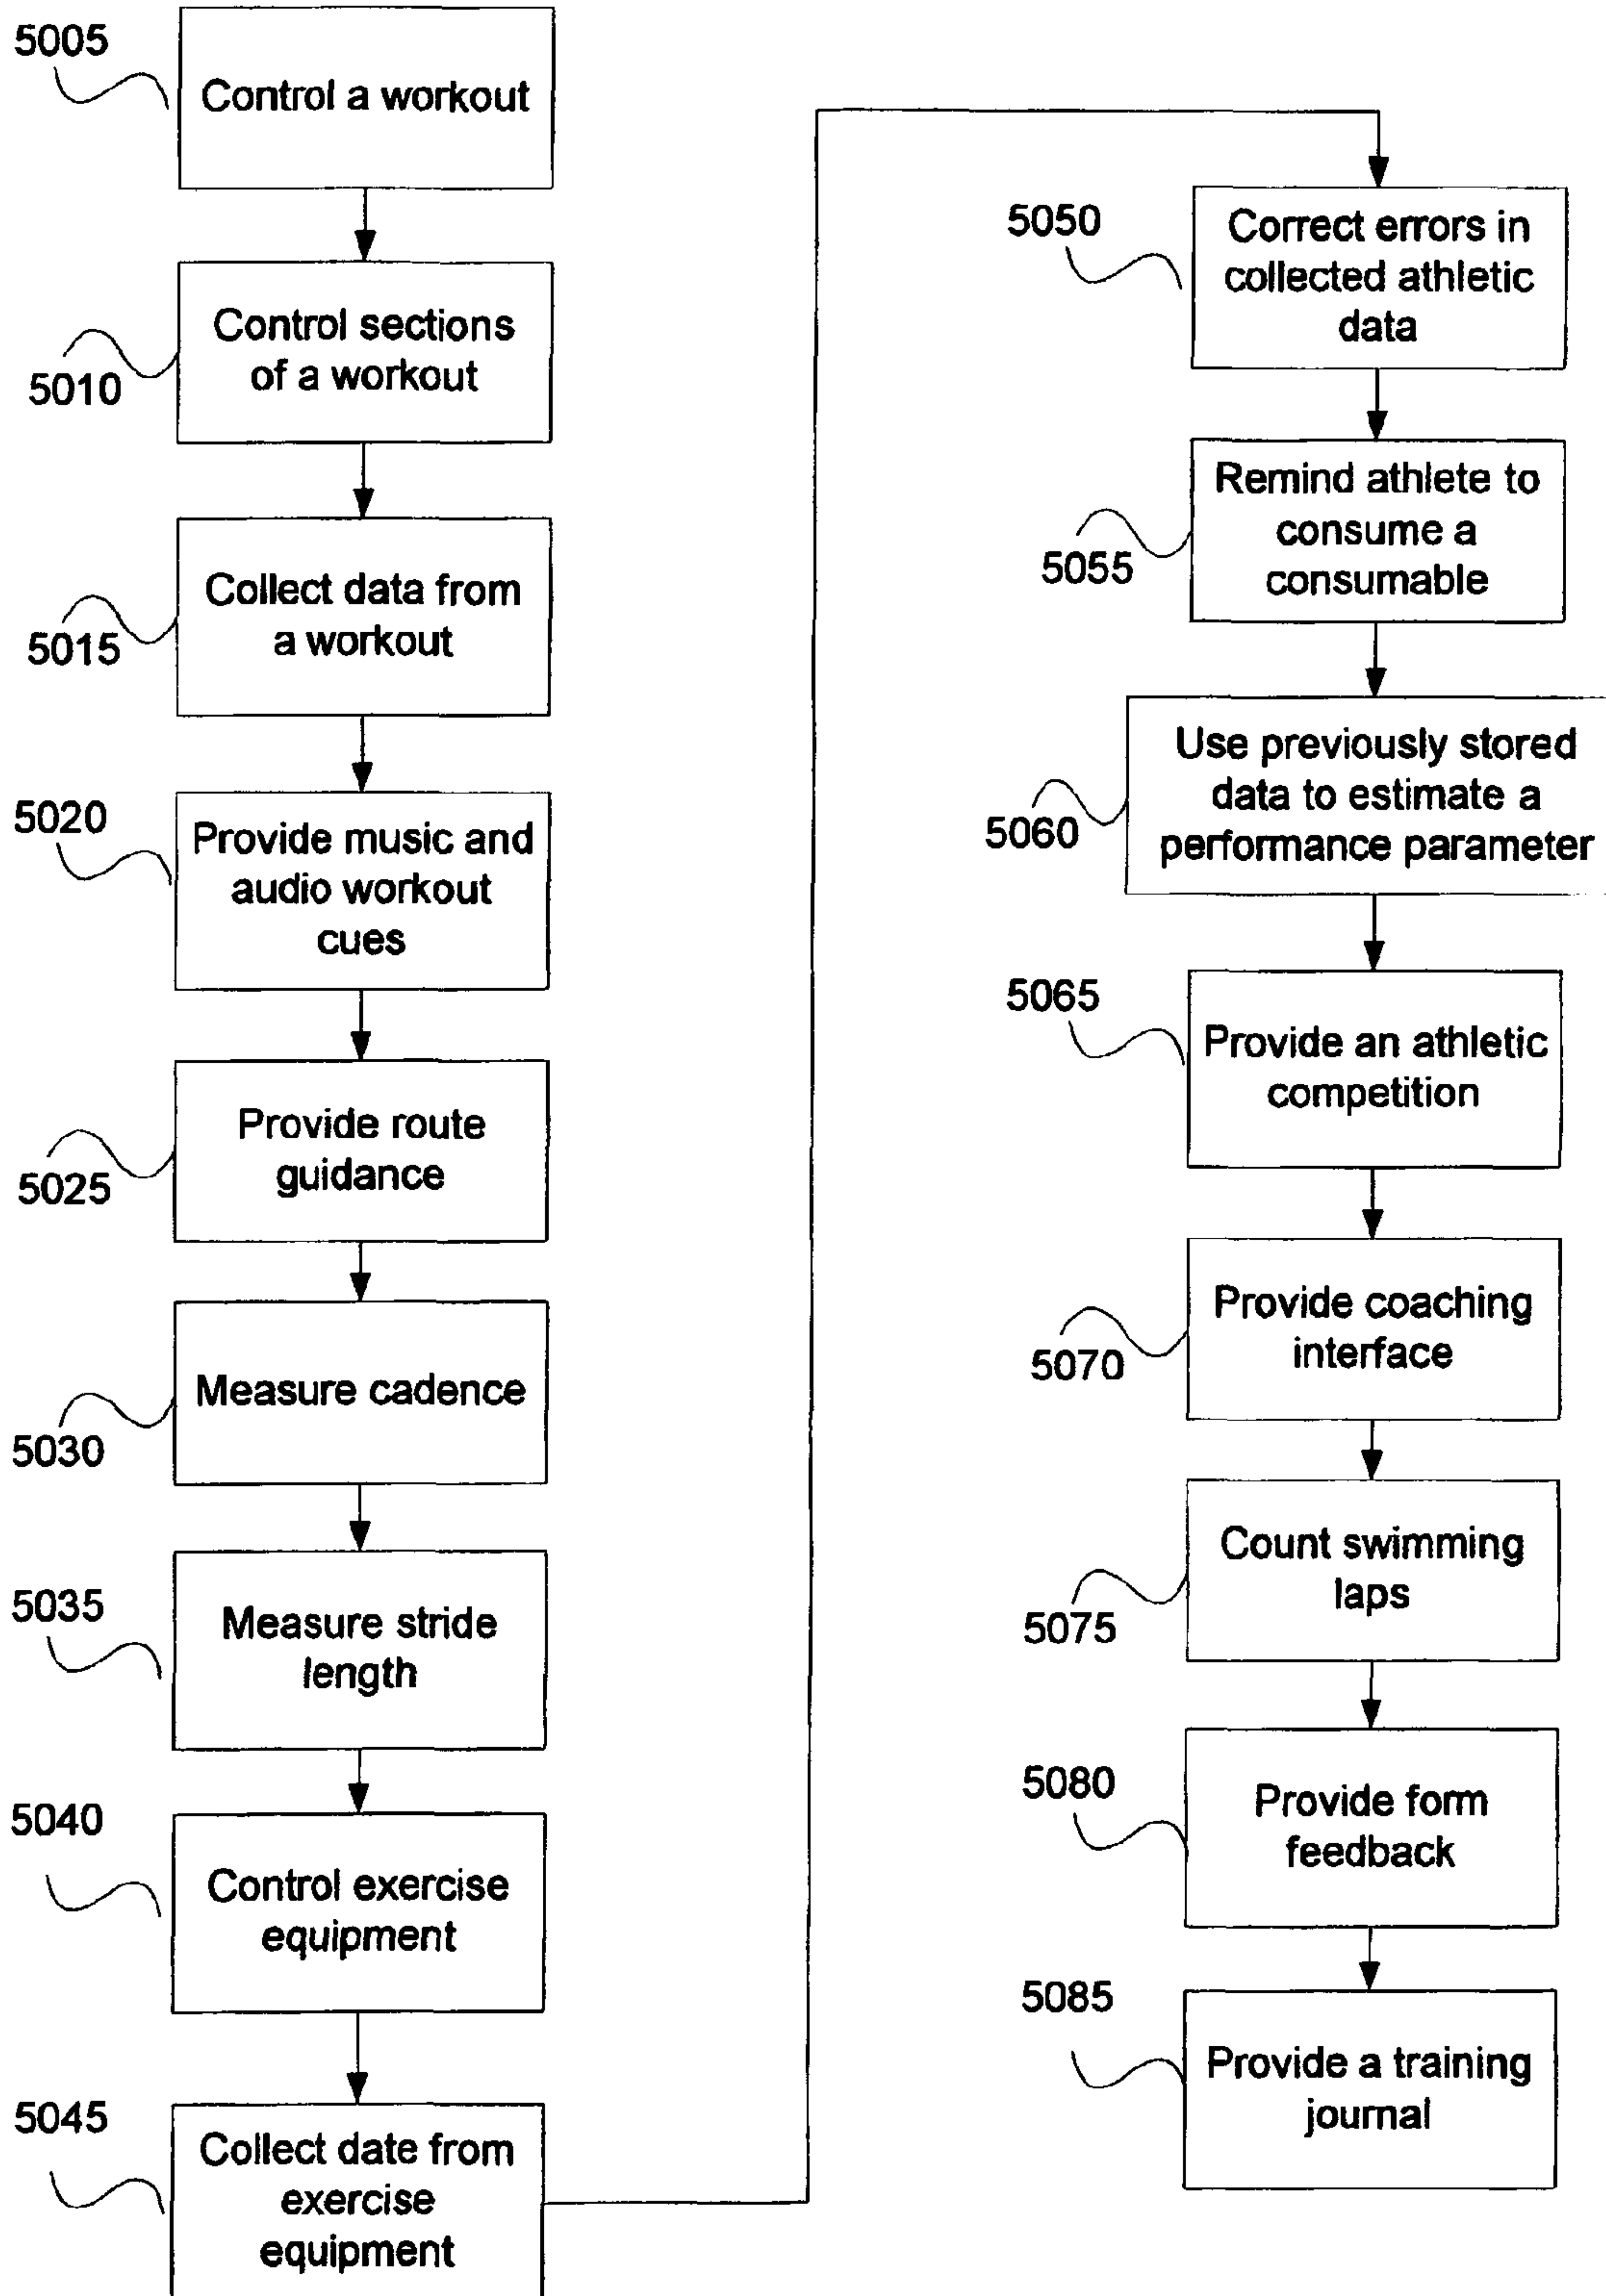 5005
Control a workout
Control sections
of a workout
5010
Collect data from
a workout
5015
5020
Provide music and
audio workout
cues
Provide route
guidance
5025
Measure cadence
5030
5035
Measure stride
length
5040
Control exercise
equipment
5045
Collect date from
exercise
equipment
5050
Correct errors in
collected athletic
data
Remind athlete to
consume a
consumable
5055
Use previously stored
data to estimate a
performance parameter
5060
5065
Provide an athletic
competition
Provide coaching
interface
5070
Count swimming
laps
5075
5080
Provide form
feedback
5085
Provide a training
journal